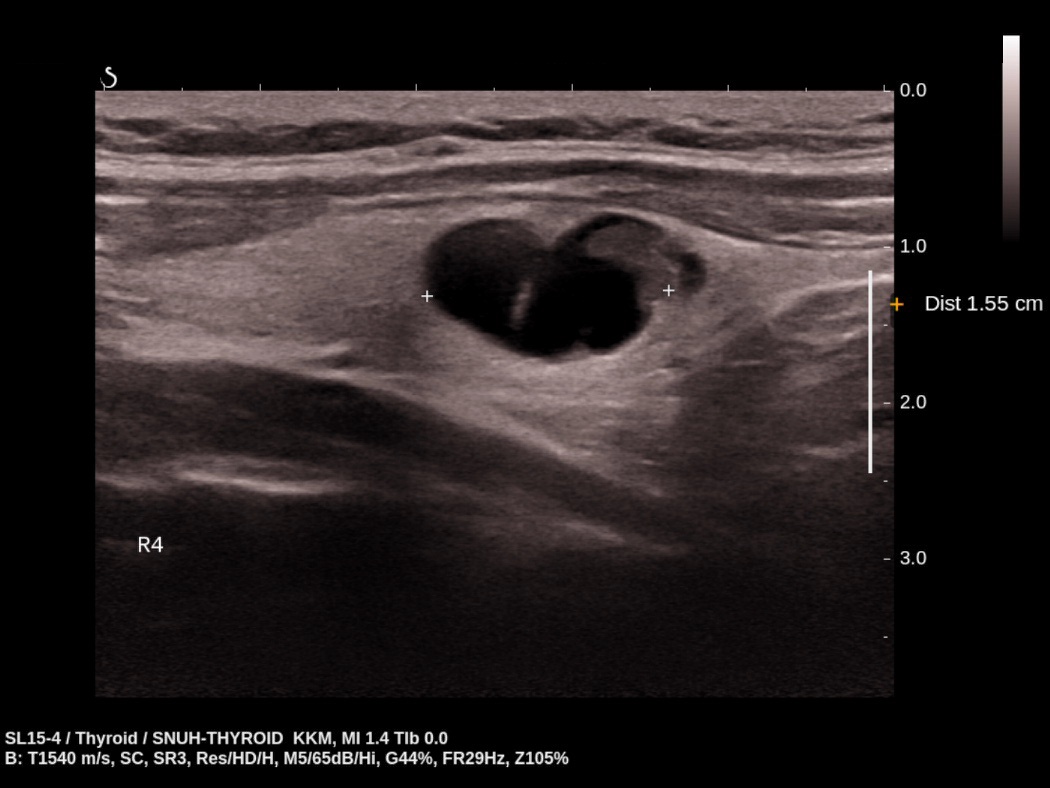 S
0.0
1.0
Dist 1.55 cm
2.0
R4
3.0
SL15-4 / Thyroid / SNUH-THYROID KKM, MI 1.4 TIb 0.0
B: T1540 m/s, SC, SR3, Res/HD/H, M5/65dB/Hi, G44%, FR29Hz, Z105%